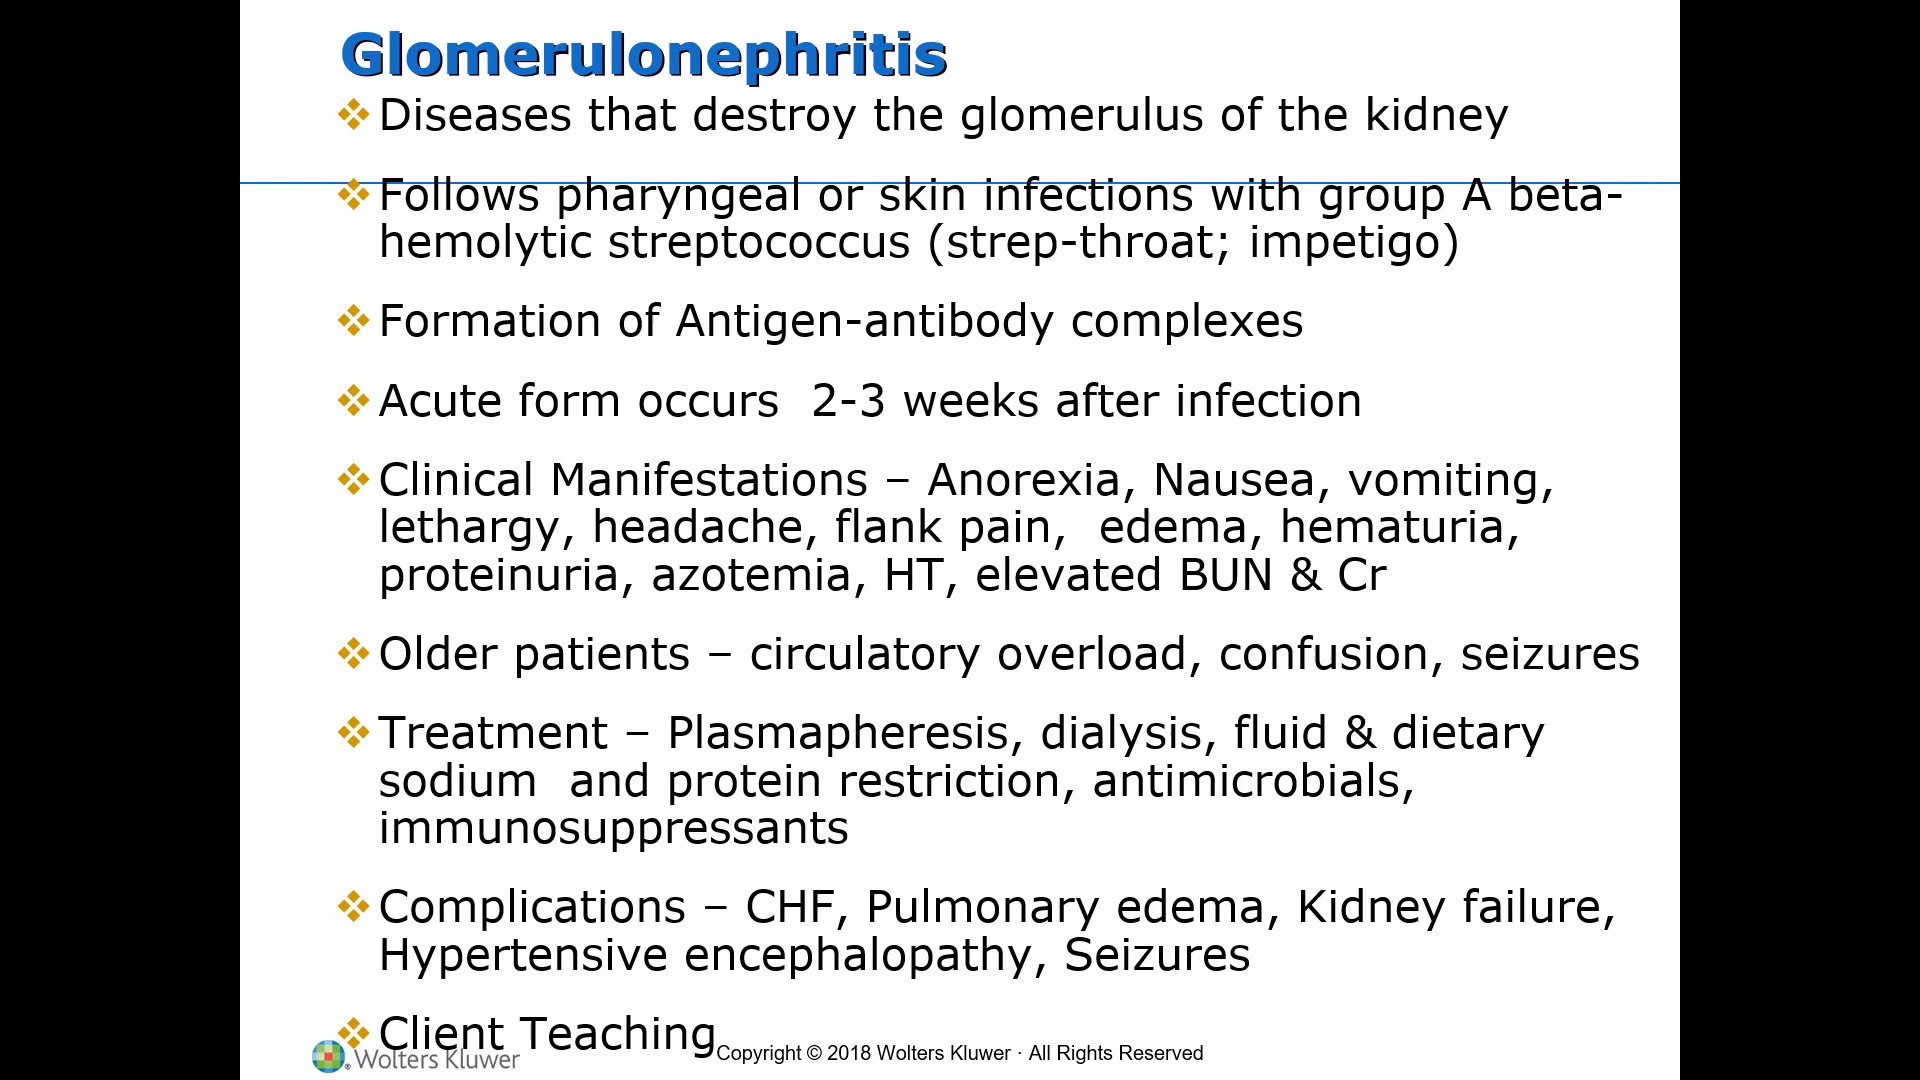 Glomerulonephritis
Diseases that destroy the glomerulus of the kidney
Follows pharyngeal or skin infections with group A beta-
hemolytic streptococcus (strep-throat; impetigo)
Formation of Antigen-antibody complexes
Acute form occurs  2-3 weeks after infection
Clinical Manifestations – Anorexia, Nausea, vomiting,
lethargy, headache, flank pain,  edema, hematuria,
proteinuria, azotemia, HT, elevated BUN & Cr
Older patients – circulatory overload, confusion, seizures
Treatment – Plasmapheresis, dialysis, fluid & dietary
sodium  and protein restriction, antimicrobials,
immunosuppressants
Complications – CHF, Pulmonary edema, Kidney failure,
Hypertensive encephalopathy, Seizures
Client Teaching
Wolters Kluwer
Copyright © 2018 Wolters Kluwer · All Rights Reserved